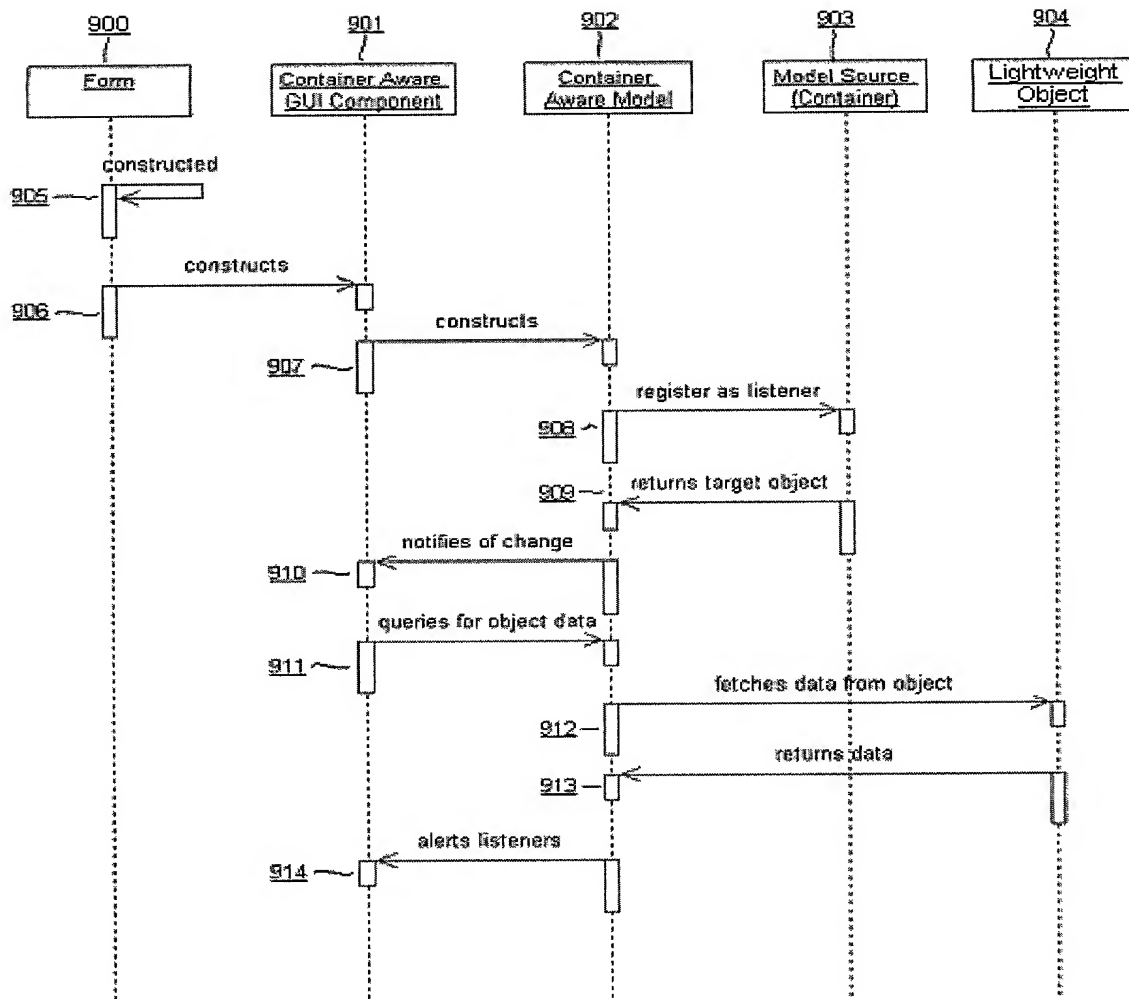 900
901
902
903
904
Form
Container Aware
GUI Component
Container
Aware Model
Model Source
(Container)
Lightweight
Object
constructed
905
constructs
906
constructs
907
register as listener
908
returns target object
909
notifies of change
910
queries for object data
911
fetches data from object
912
returns data
913
alerts listeners
914